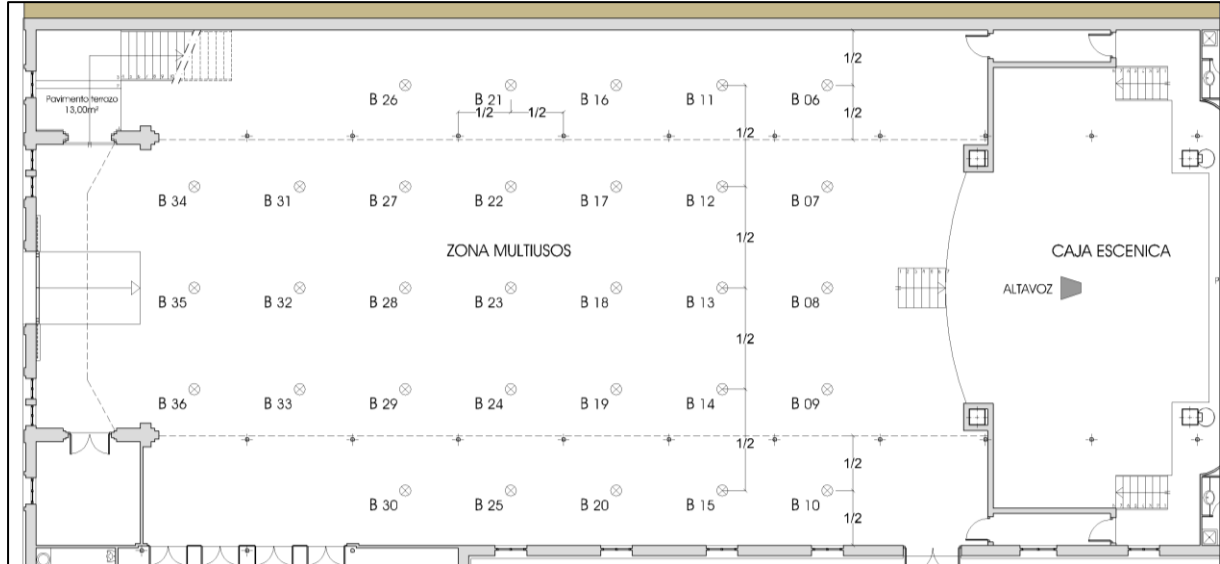 1/2
Pavimento terrazo
13,00m²
B 26
B 21
B 16
B 11
B 06
1/2
1/2
1/2
1/2
B 34
B 31
B 27
B 22
B 17
B 12
B 07
1/2
ZONA MULTIUSOS
CAJA ESCENICA
ALTAVOZ
B 35
B 32
B 28
B 23
B 18
B 13
B 08
1/2
B 36
B 33
B 29
B 24
B 19
B 14
B 09
1/2
1/2
B 30
B 25
B 20
B 15
B 10
1/2